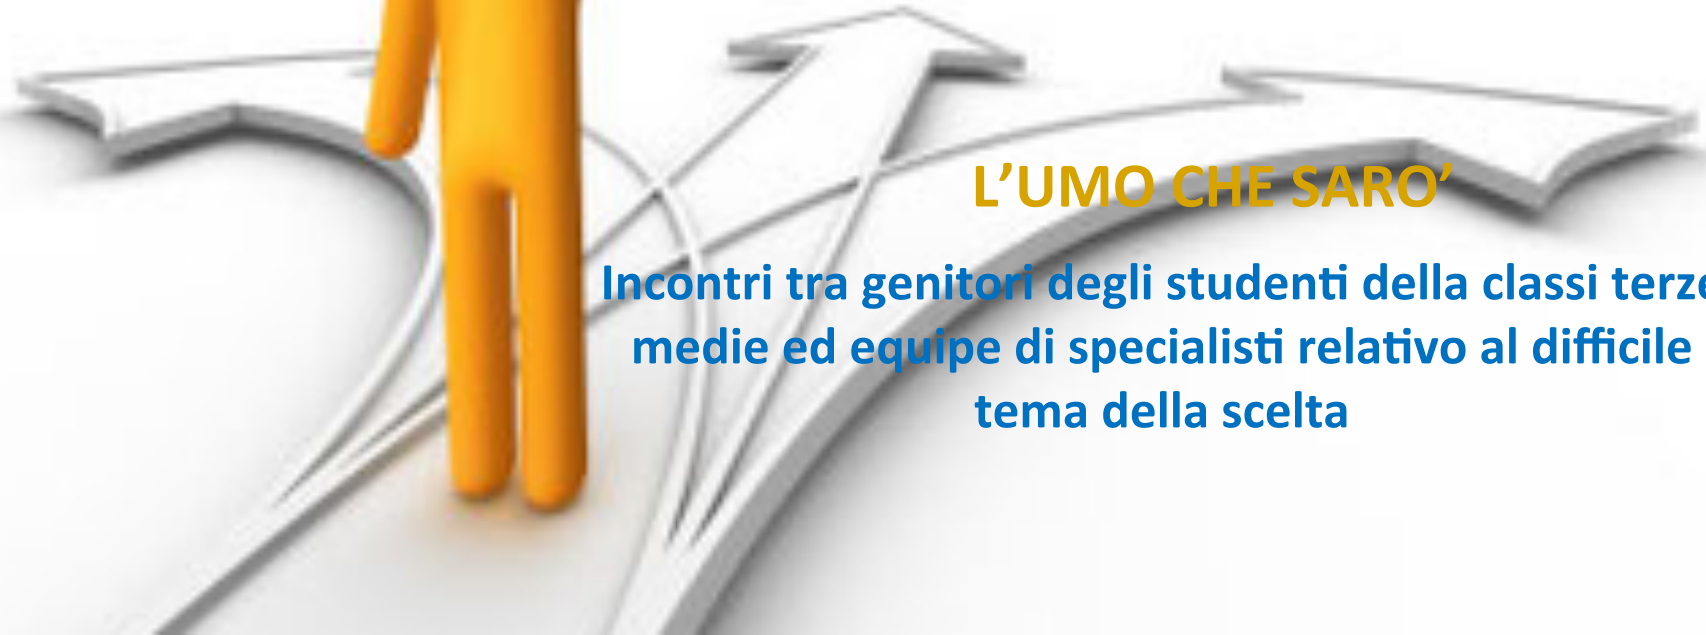 L’UMO CHE SARO’
Incontri tra genitori degli studenti della classi terze
medie ed equipe di specialisti relativo al difficile
tema della scelta